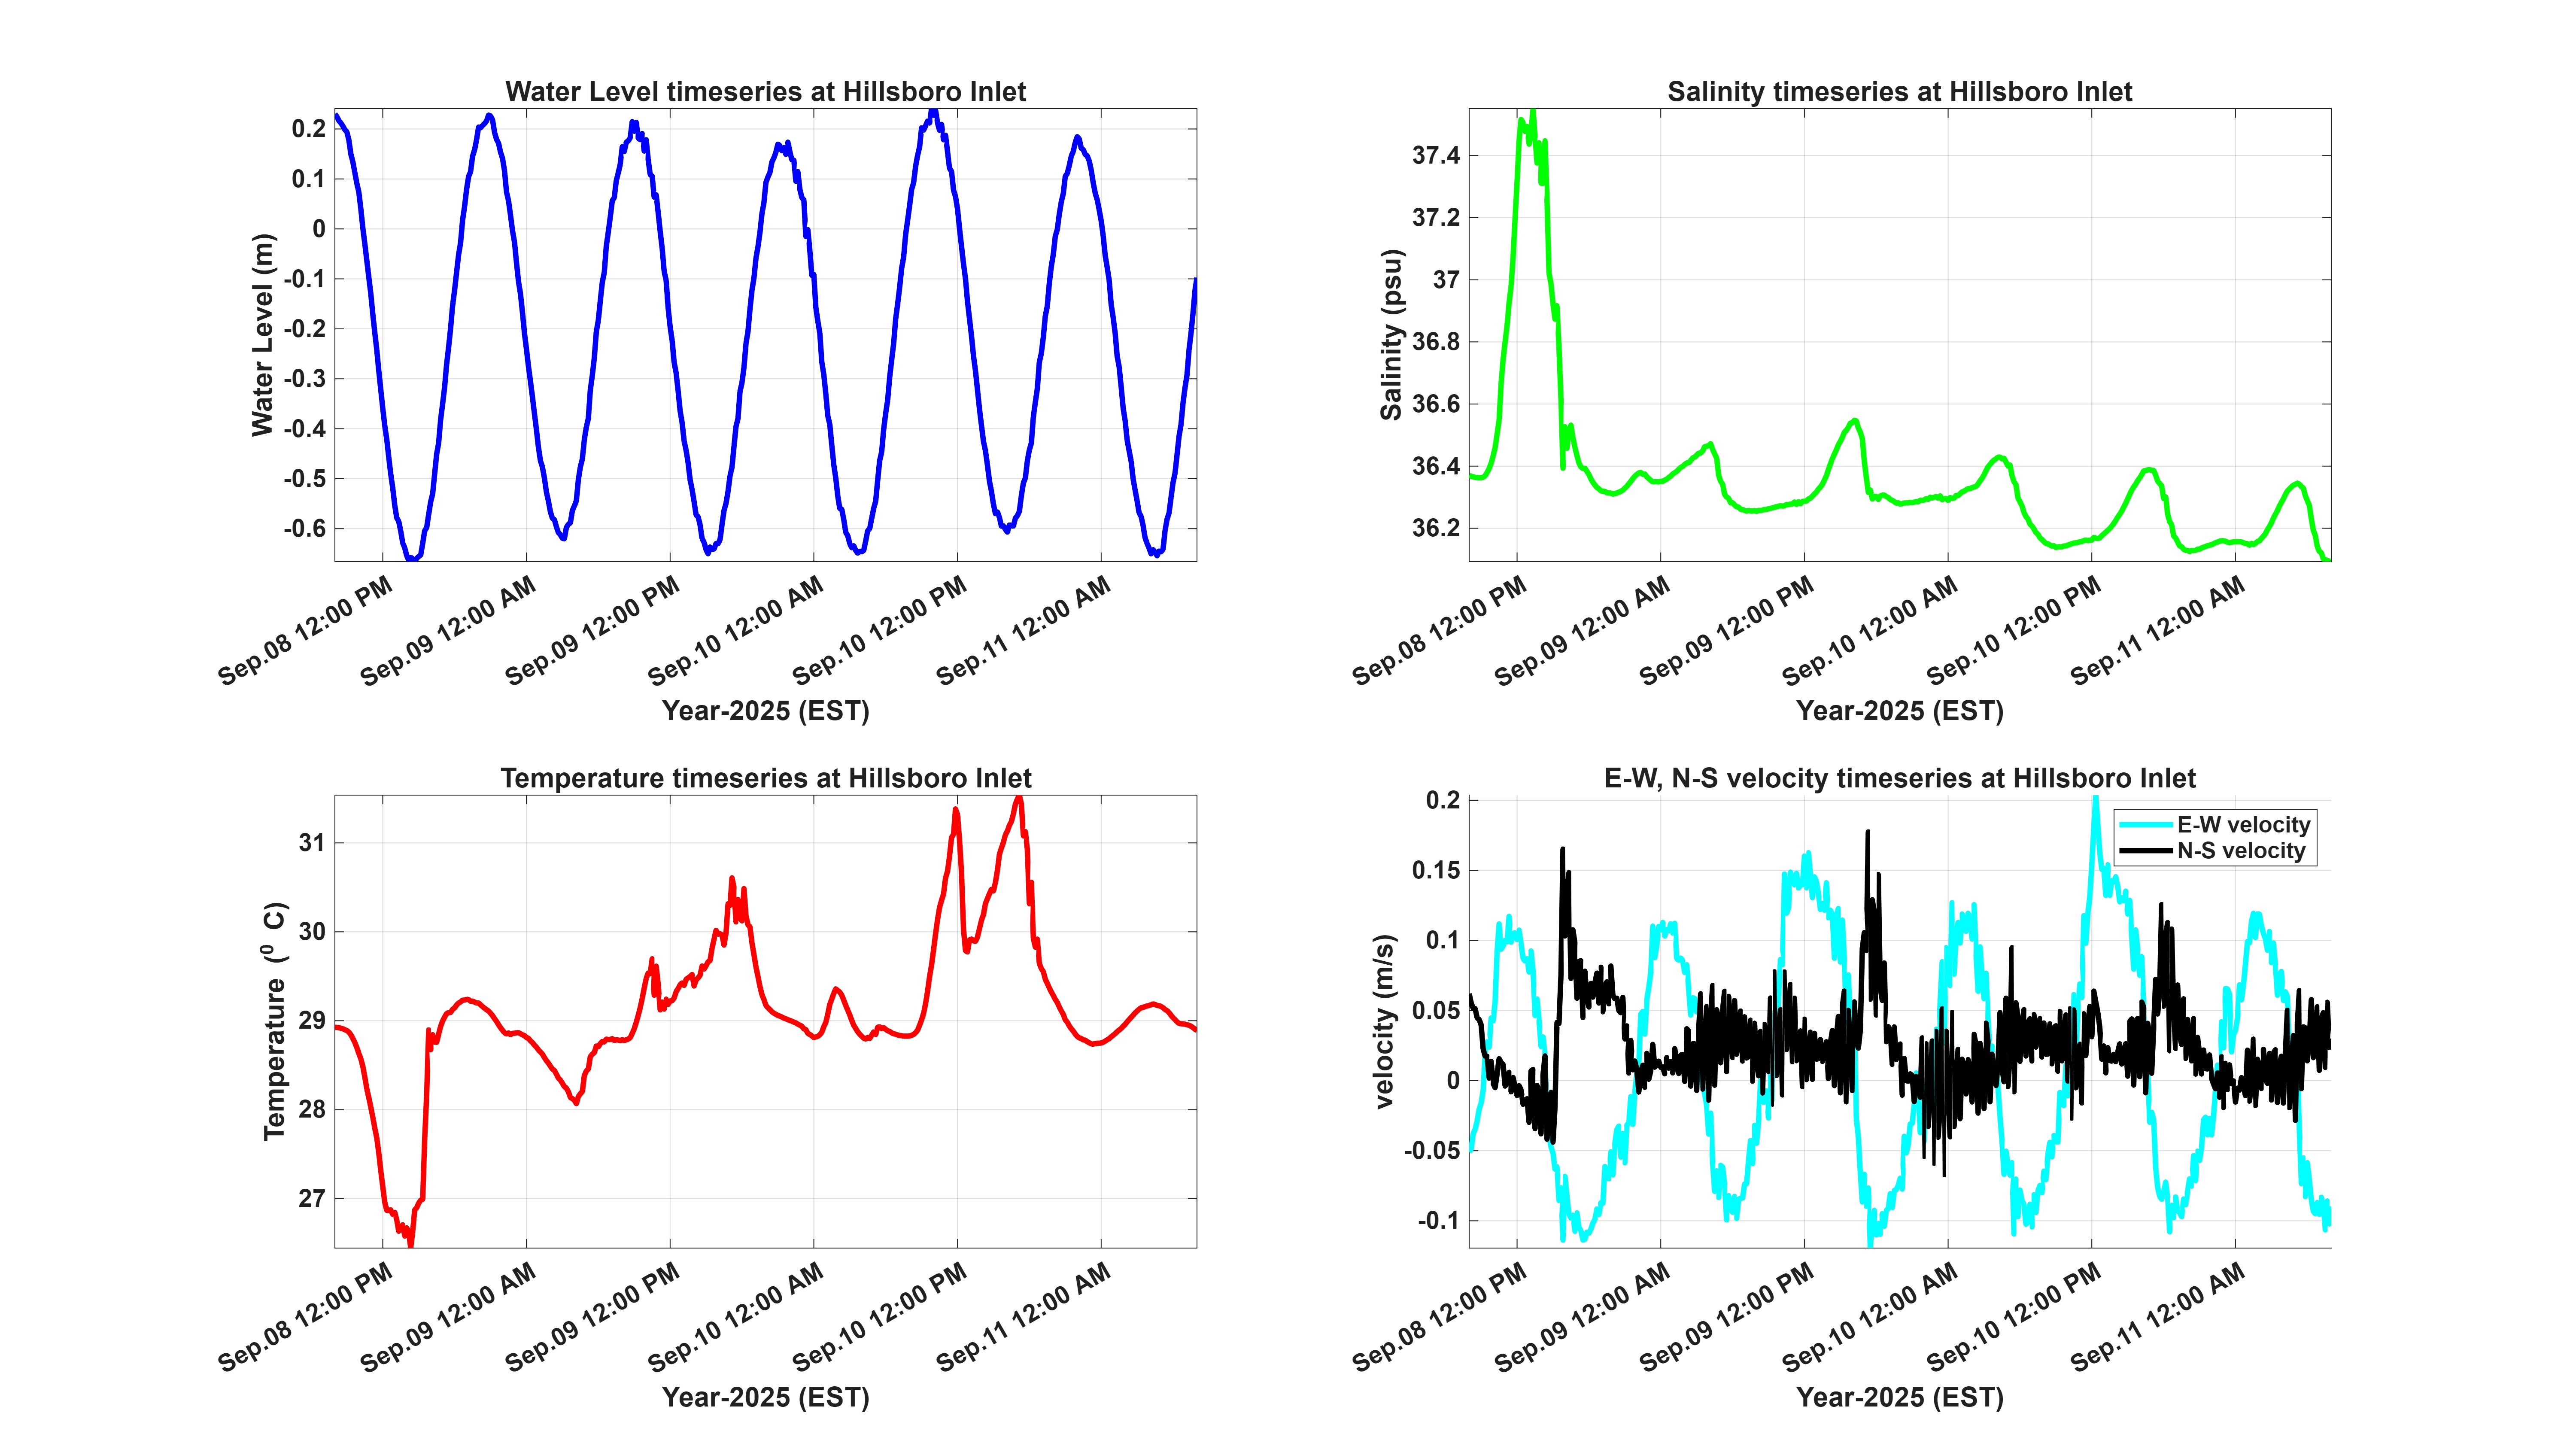 Water Level timeseries at Hillsboro Inlet
Water Level (m)
0.2
0.1
0
-0.1
-0.2
-0.3
-0.4
-0.5
-0.6
Sep.08 12:00 PM
Sep.09 12:00 AM
Sep.09 12:00 PM
Sep.10 12:00 AM
Sep.10 12:00 PM
Sep.11 12:00 AM
Year-2025 (EST)
Salinity timeseries at Hillsboro Inlet
Salinity (psu)
37.4
37.2
37
36.8
36.6
36.4
36.2
Sep.08 12:00 PM
Sep.09 12:00 AM
Sep.09 12:00 PM
Sep.10 12:00 AM
Sep.10 12:00 PM
Sep.11 12:00 AM
Year-2025 (EST)
Temperature timeseries at Hillsboro Inlet
Temperature (⁰ C)
31
30
29
28
27
Sep.08 12:00 PM
Sep.09 12:00 AM
Sep.09 12:00 PM
Sep.10 12:00 AM
Sep.10 12:00 PM
Sep.11 12:00 AM
Year-2025 (EST)
E-W, N-S velocity timeseries at Hillsboro Inlet
velocity (m/s)
0.2
0.15
0.1
0.05
0
-0.05
-0.1
E-W velocity
N-S velocity
Sep.08 12:00 PM
Sep.09 12:00 AM
Sep.09 12:00 PM
Sep.10 12:00 AM
Sep.10 12:00 PM
Sep.11 12:00 AM
Year-2025 (EST)